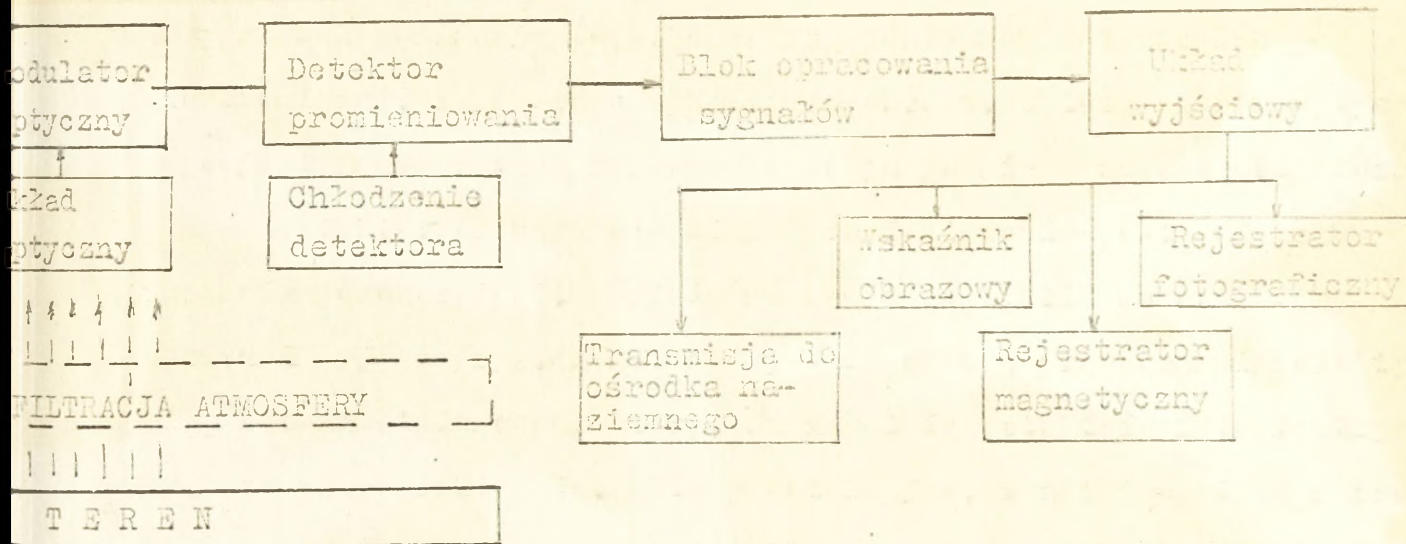 odulator
ptyczny
Detektor
promieniowania
Blok opracowania
sygnałów
Układ
wyjściowy
kład
ptyczny
Chłodzenie
detektora
Wskaźnik
obrazowy
Rejestrator
fotograficzny
Transmisja do
ośrodka na-
ziemnego
Rejestrator
magnetyczny
FILTRACJA ATMOSFERY
T E R E N